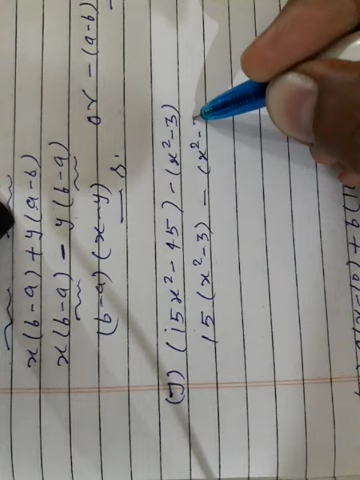 x(b-a)+y(a-b)
x(b-a) - y(b-a)
(b-a) (x-y) or - (a-b)
(J) (15x²-45) - (x²-3)
15(x²-3) - (x²-